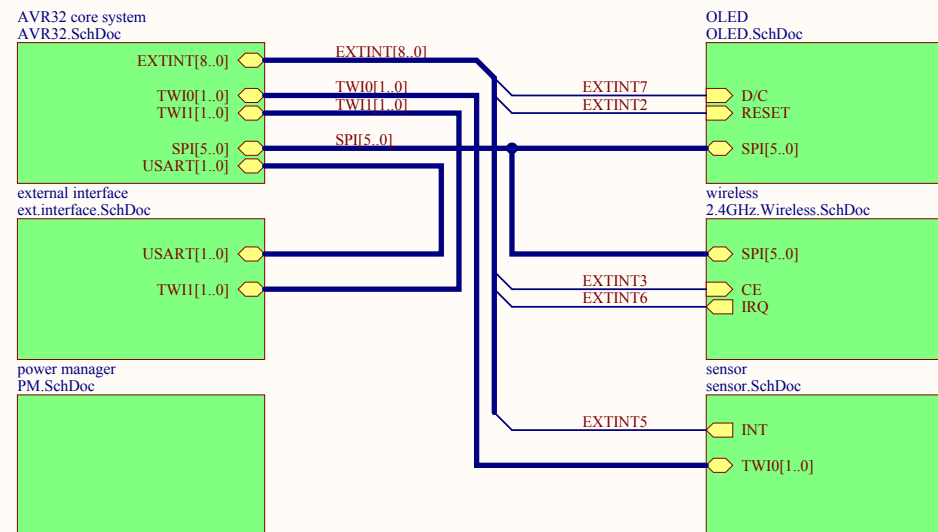 AVR32 core system
AVR32.SchDoc
EXTINT[8..0]
TWI0[1..0]
TWI1[1..0]
SPI[5..0]
USART[1..0]
EXTINT[8..0]
TWI0[1..0]
TWI1[1..0]
SPI[5..0]
external interface
ext.interface.SchDoc
USART[1..0]
TWI1[1..0]
power manager
PM.SchDoc
OLED
OLED.SchDoc
EXTINT7
D/C
EXTINT2
RESET
SPI[5..0]
wireless
2.4GHz.Wireless.SchDoc
SPI[5..0]
EXTINT3
CE
EXTINT6
IRQ
sensor
sensor.SchDoc
EXTINT5
INT
TWI0[1..0]